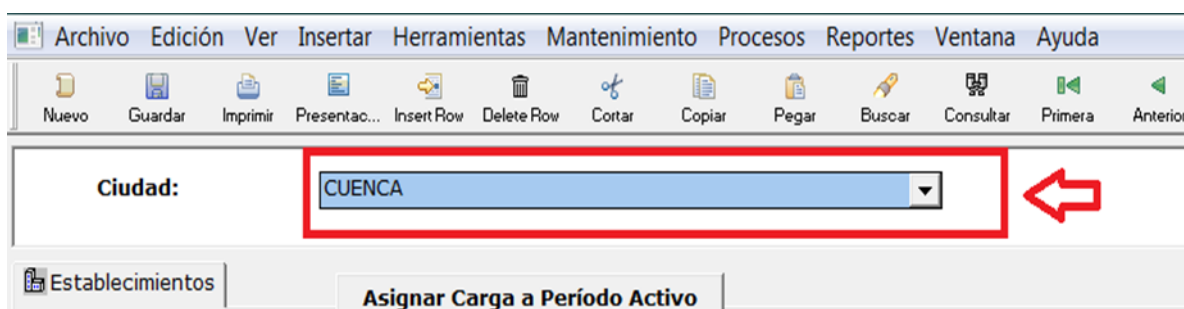 Archivo Edición Ver Insertar Herramientas Mantenimiento Procesos Reportes Ventana Ayuda
Nuevo Guardar Imprimir Presentac... Insert Row Delete Row Cortar Copiar Pegar Buscar Consultar Primera Anterior
Ciudad: CUENCA
Establecimientos
Asignar Carga a Período Activo